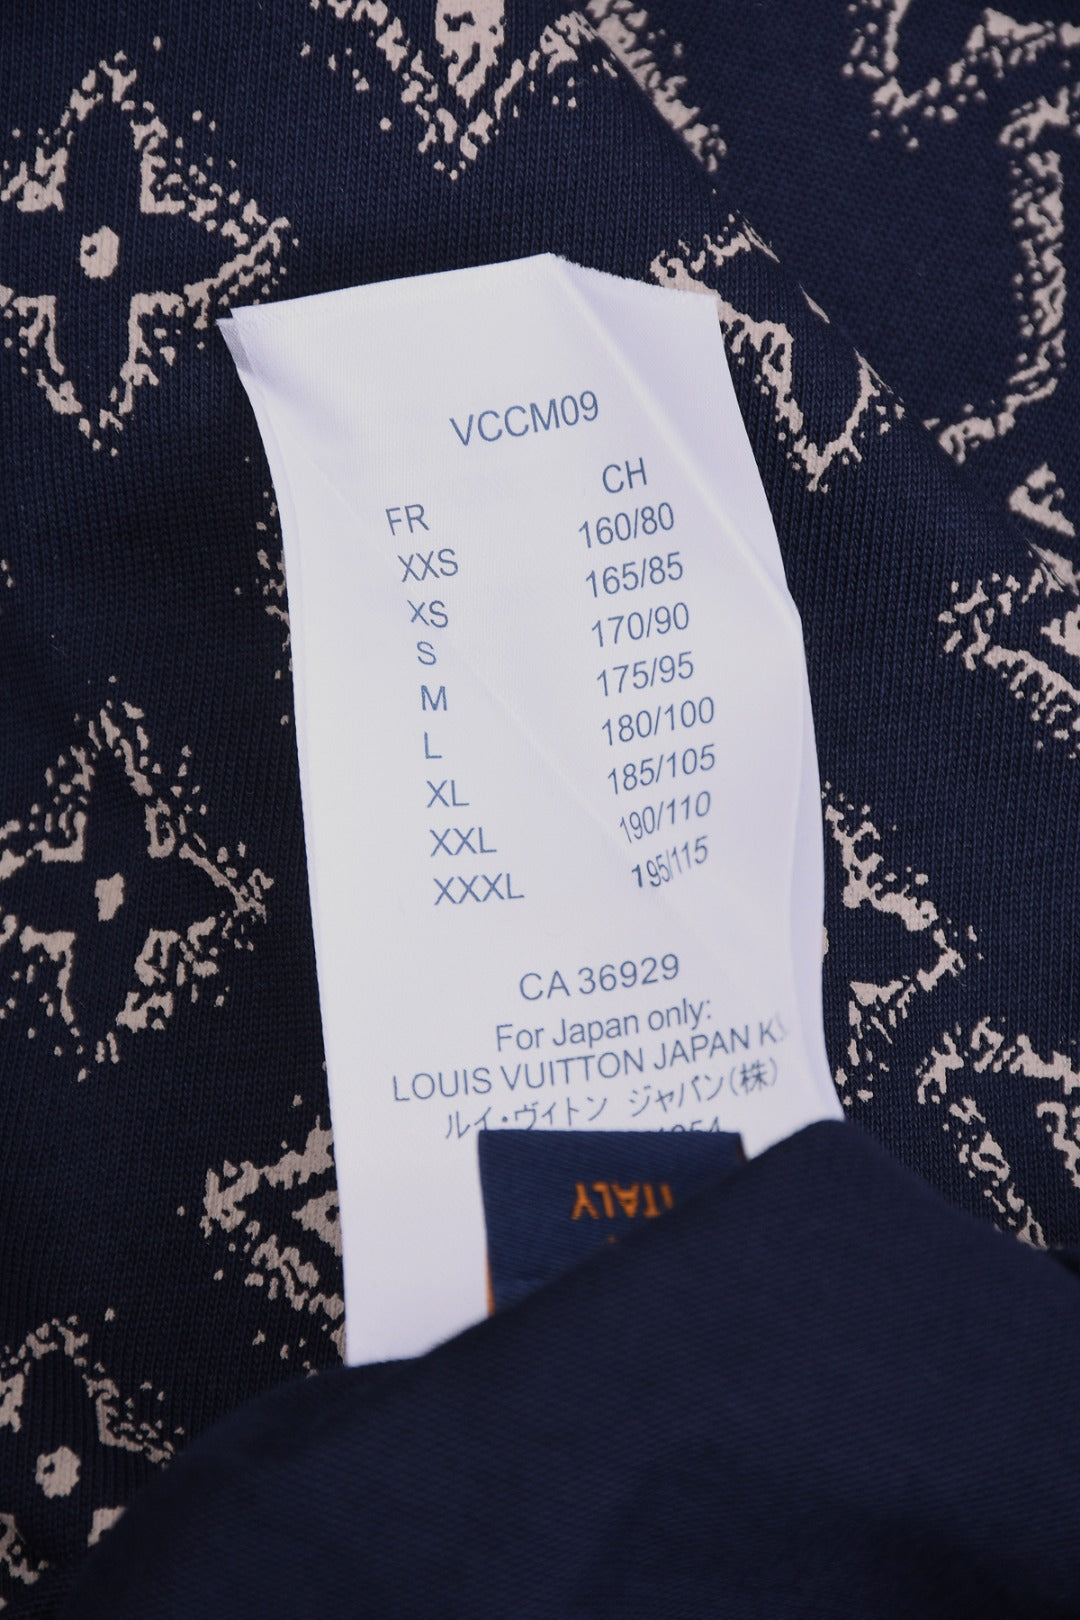 VCCM09
FR CH
XXS 160/80
XS 165/85
S 170/90
M 175/95
L 180/100
XL 185/105
XXL 190/110
XXXL 195/115
CA 36929
For Japan only:
LOUIS VUITTON JAPAN
ルイ・ヴィトン ジャパン(株)
ITALY